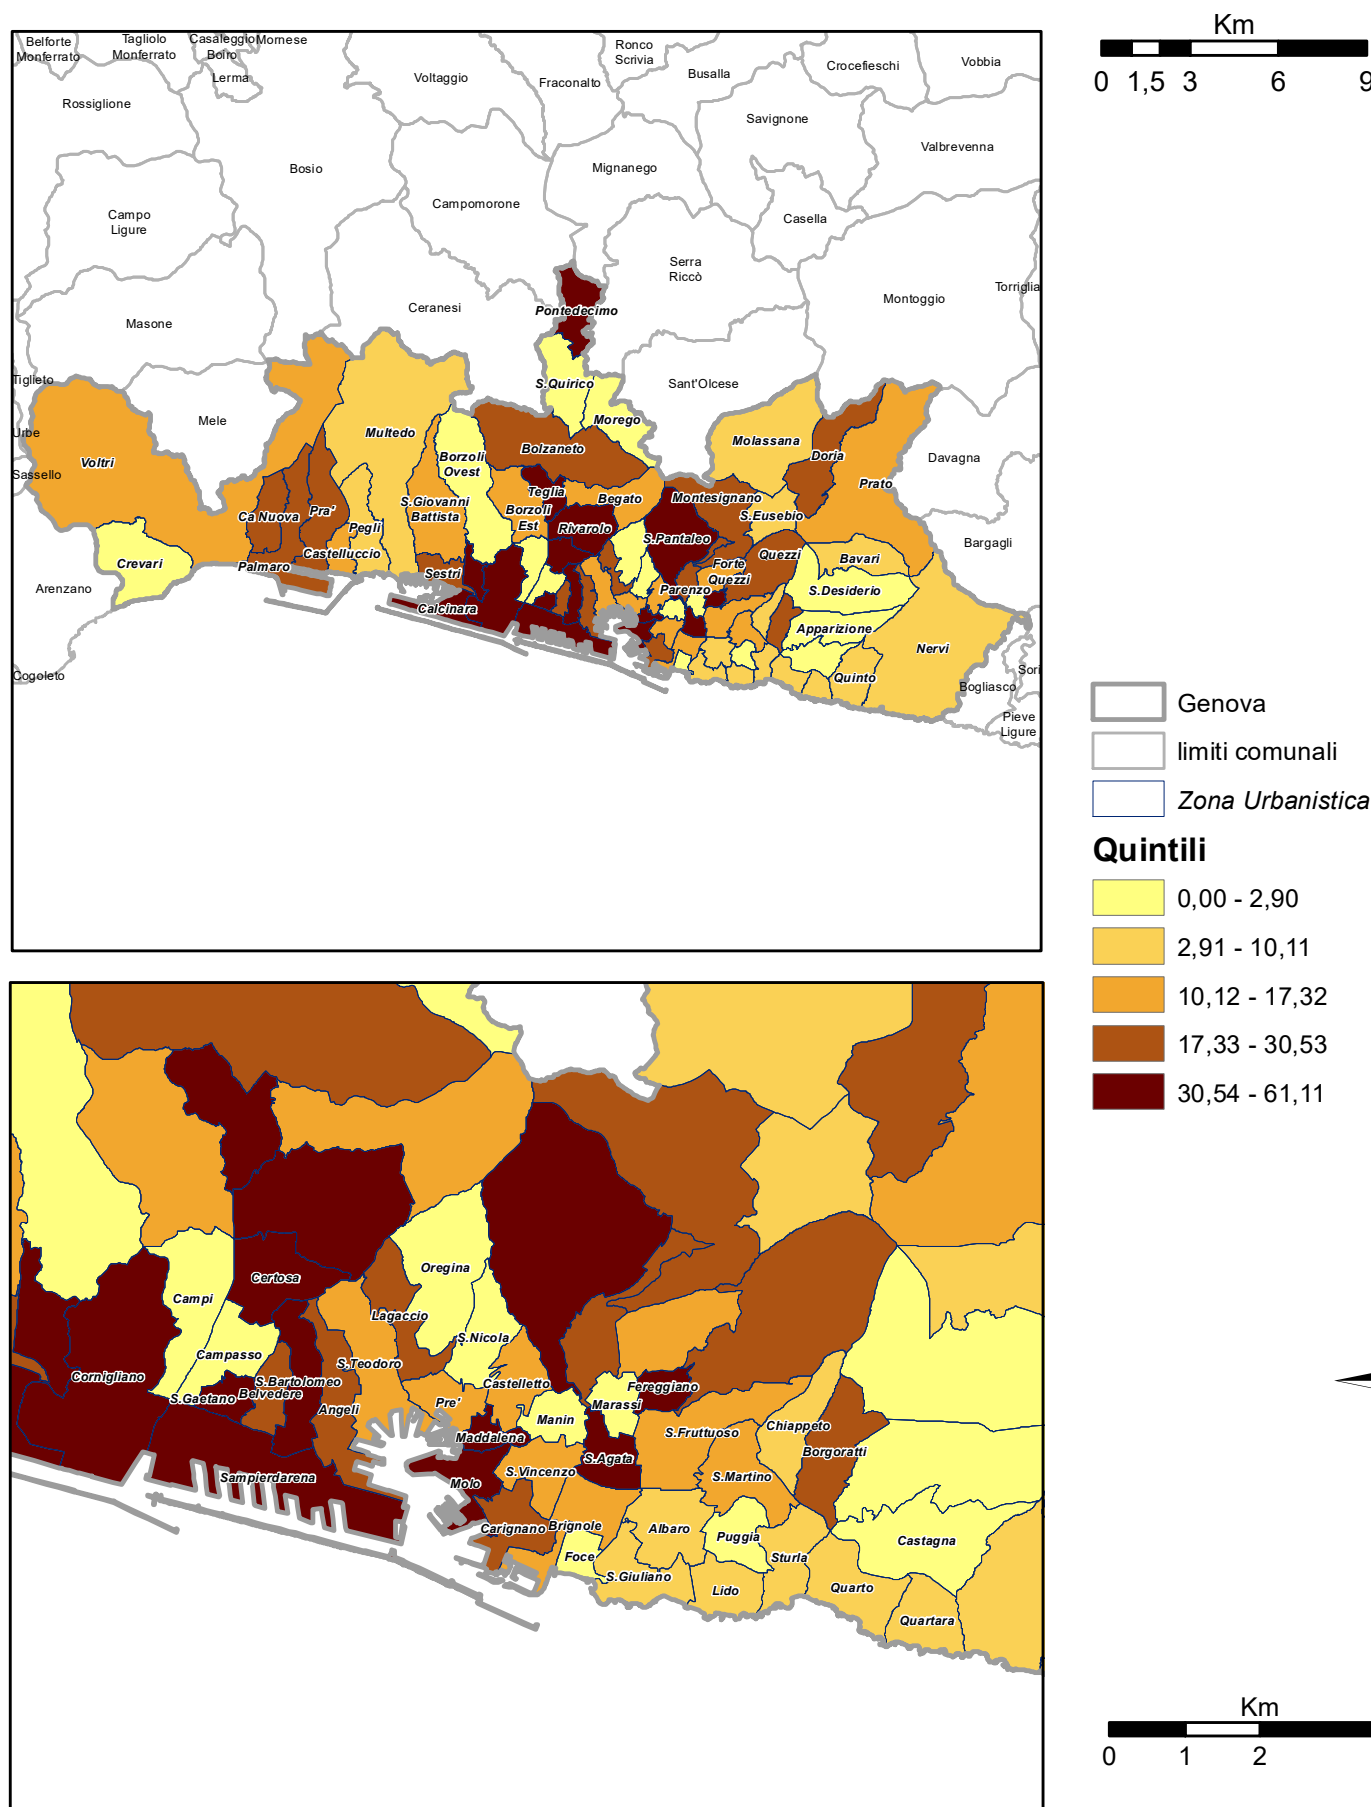 Km
0 1,5 3 6 9
Belforte
Monferrato
Tagliolo
Monferrato
Casaleggio
Boiro
Mornese
Lerma
Rossiglione
Voltaggio
Fraconalto
Ronco
Scrivia
Busalla
Crocefieschi
Vobbia
Savignone
Valbrevenna
Bosio
Mignanego
Campo
Ligure
Campomorone
Casella
Serra
Riccò
Torriglia
Montoggio
Masone
Ceranesi
Pontedecimo
Tiglieto
Mele
S.Quirico
Sant'Olcese
Morego
Urbe
Multedo
Molassana
Voltri
Borzoli
Ovest
Bolzaneto
Doria
Davagna
Sassello
Prato
Teglia
Begato
Montesignano
S.Giovanni
Battista
Ca Nuova
Pra'
Borzoli
Est
S.Eusebio
Pegli
Rivarolo
S.Pantaleo
Bargagli
Castelluccio
Quezzi
Bavari
Crevari
Palmaro
Sestri
Forte
Quezzi
Arenzano
Parenzo
S.Desiderio
Calcinara
Apparizione
Nervi
Cogoleto
Quinto
Bogliasco
Sori
Pieve
Ligure
Genova
limiti comunali
Zona Urbanistica
Quintili
0,00 - 2,90
2,91 - 10,11
10,12 - 17,32
17,33 - 30,53
30,54 - 61,11
Oregina
Certosa
Campi
Lagaccio
S.Nicola
Campasso
S.Teodoro
Cornigliano
S.Bartolomeo
Castelletto
Fereggiano
S.Gaetano
Belvedere
Angeli
Pre'
Marassi
Manin
Chiappeto
Maddalena
S.Fruttuoso
Borgoratti
S.Agata
Sampierdarena
Molo
S.Vincenzo
S.Martino
Carignano
Brignole
Albaro
Puggia
Castagna
Foce
Sturla
S.Giuliano
Lido
Quarto
Quartara
Km
0 1 2